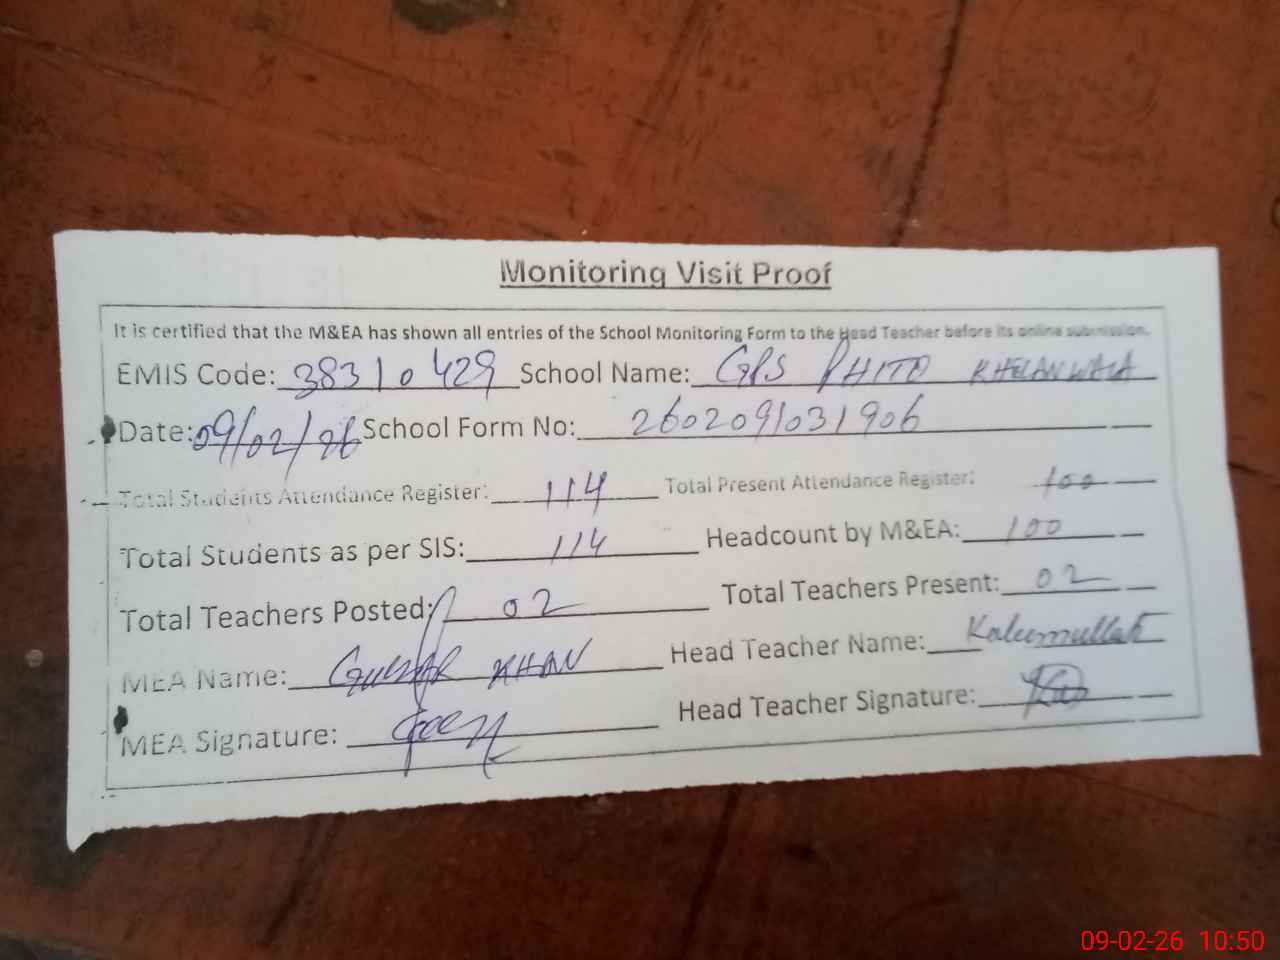 Monitoring Visit Proof
It is certified that the M&EA has shown all entries of the School Monitoring Form to the Head Teacher before its online submission.
EMIS Code: 38310429 School Name: GPS KHELANWALA
Date: 09/02/26 School Form No: 2602091031906
Total Students Attendance Register: 114 Total Present Attendance Register: 100
Total Students as per SIS: 114 Headcount by M&EA: 100
Total Teachers Posted: 02 Total Teachers Present: 02
MEA Name: KHAN Head Teacher Name: Kaleemullah
MEA Signature: Head Teacher Signature:
09-02-26 10:50